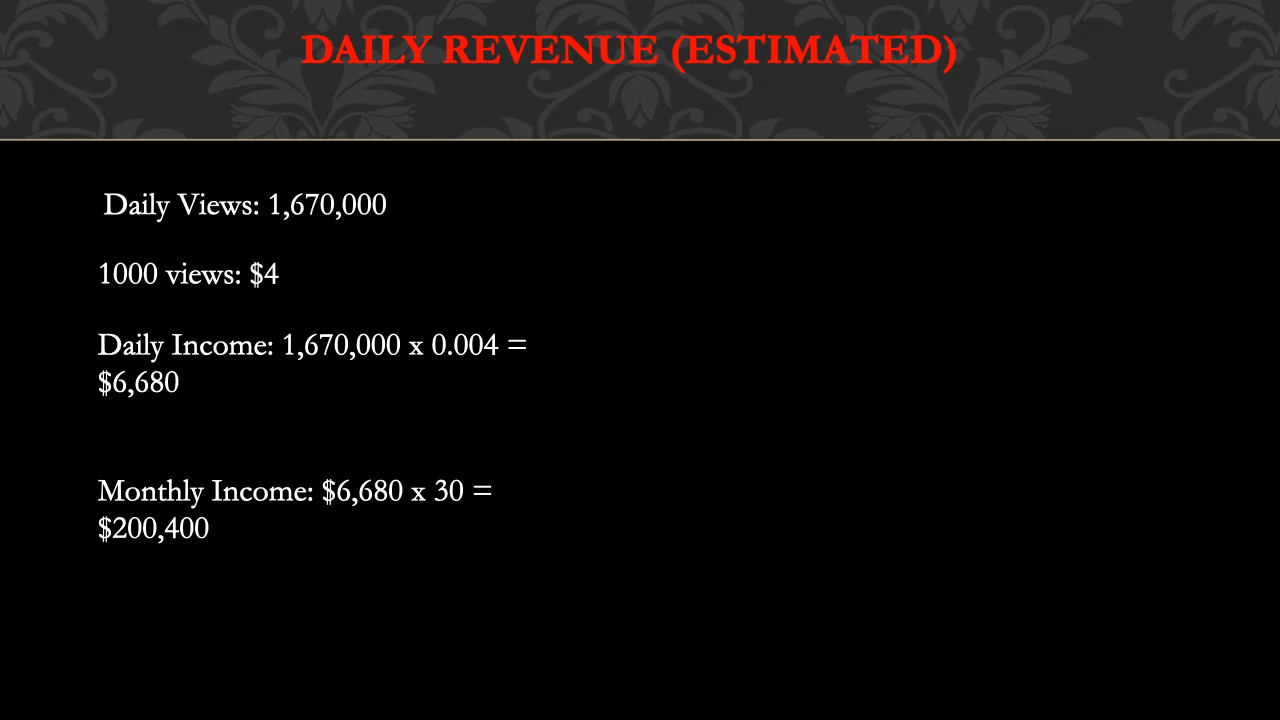 DAILY REVENUE (ESTIMATED)
Daily Views: 1,670,000
1000 views: $4
Daily Income: 1,670,000 x 0.004 =
$6,680
Monthly Income: $6,680 x 30 =
$200,400